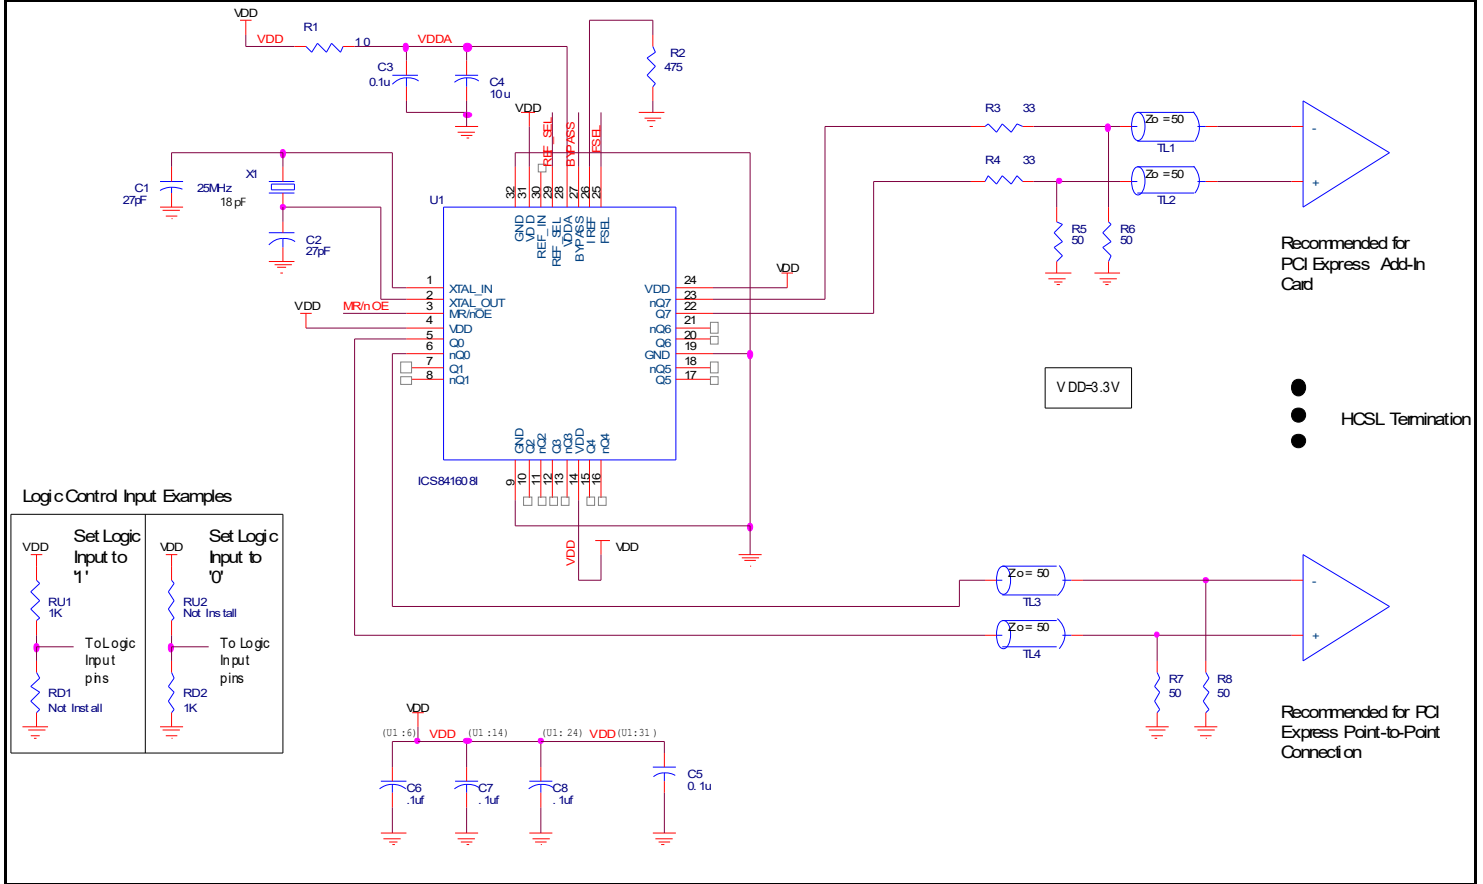 VDD
R1
VDD
10
VDDA
C3
0.1u
C4
10u
R2
475
VDD
REF_SEL
BYPASS
FSEL
R3 33
Zo = 50
TL1
-
R4 33
Zo = 50
TL2
+
R5
50
R6
50
Recommended for
PCI Express Add-In
Card
C1
27pF
X1
25MHz
18pF
C2
27pF
U1
32
31
30
29
28
27
26
25
GND
VDD
REF_IN
REF_SEL
VDDA
BYPASS
IREF
FSEL
1 XTAL_IN
2 XTAL_OUT
MR/nOE
3 MR/nOE
VDD
4 VDD
5 Q0
6 nQ0
7 Q1
8 nQ1
VDD
VDD 24
nQ7 23
Q7 22
nQ6 21
Q6 20
GND 19
nQ5 18
Q5 17
GND
Q2
nQ2
Q3
nQ3
VDD
Q4
nQ4
9
10
11
12
13
14
15
16
ICS841608I
VDD
VDD
VDD=3.3V
HCSL Termination
Logic Control Input Examples
VDD
Set Logic
Input to
'1'
RU1
1K
To Logic
Input
pins
RD1
Not Install
VDD
Set Logic
Input to
'0'
RU2
Not Install
To Logic
Input
pins
RD2
1K
Zo = 50
TL3
-
Zo = 50
TL4
+
R7
50
R8
50
Recommended for PCI
Express Point-to-Point
Connection
VDD
(U1:6) VDD (U1:14) (U1:24) VDD (U1:31)
C6
.1uf
C7
.1uf
C8
.1uf
C5
0.1u